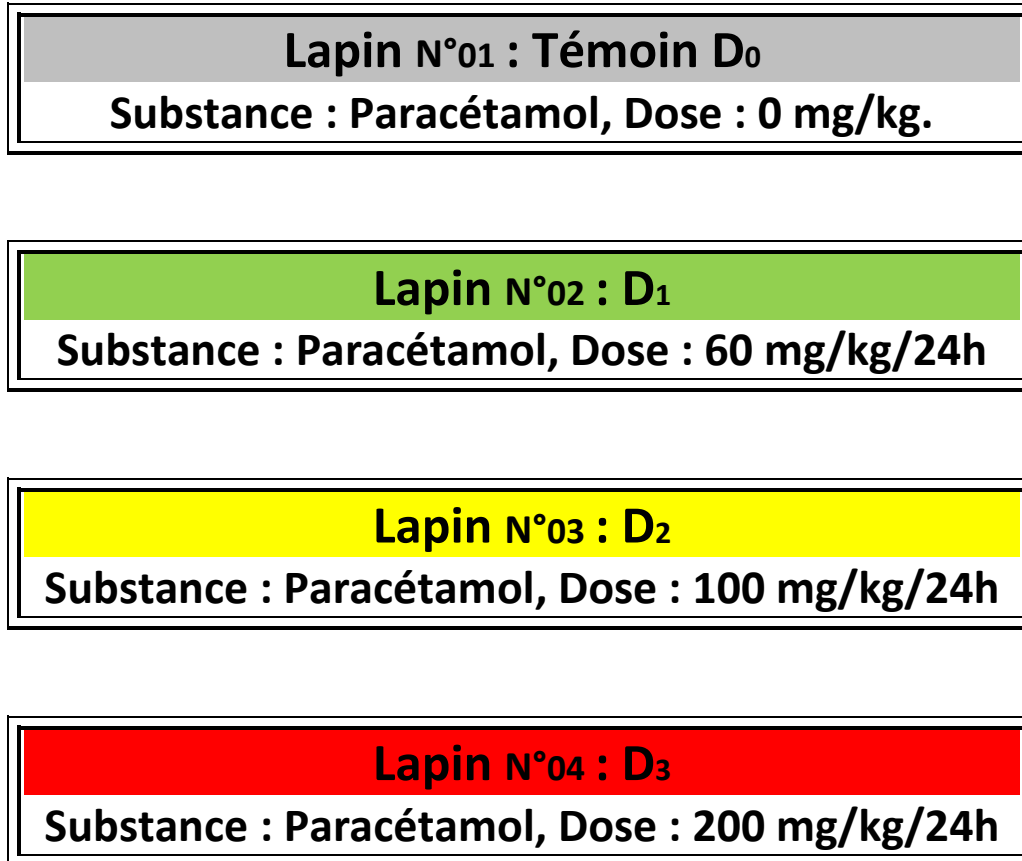 Lapin N°01 : Témoin D0
Substance : Paracétamol, Dose : 0 mg/kg.
Lapin N°02 : D1
Substance : Paracétamol, Dose : 60 mg/kg/24h
Lapin N°03 : D2
Substance : Paracétamol, Dose : 100 mg/kg/24h
Lapin N°04 : D3
Substance : Paracétamol, Dose : 200 mg/kg/24h